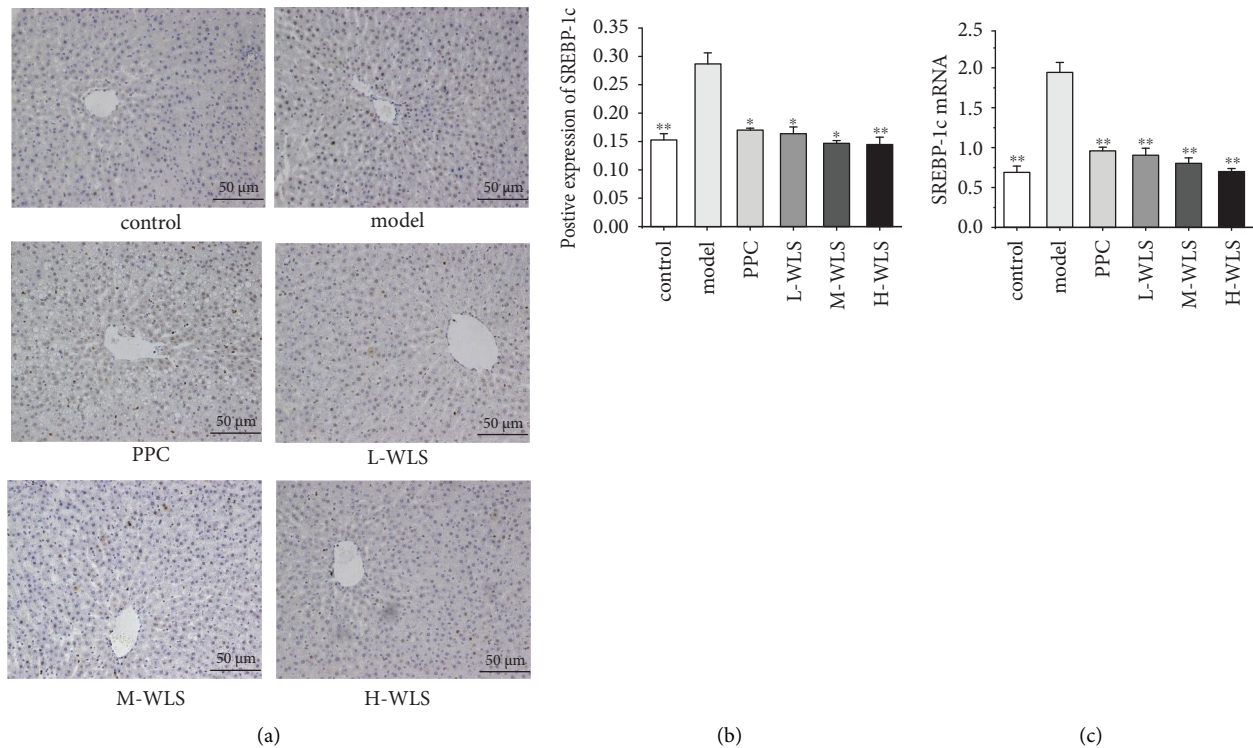 50 µm
control
50 µm
model
50 µm
PPC
50 µm
L-WLS
50 µm
M-WLS
50 µm
H-WLS
(a)
Postive expression of SREBP-1c
0.35
0.30
0.25
0.20
0.15
0.10
0.05
0.00
**
*
*
*
**
control
model
PPC
L-WLS
M-WLS
H-WLS
(b)
SREBP-1c mRNA
2.5
2.0
1.5
1.0
0.5
0.0
**
**
**
**
**
control
model
PPC
L-WLS
M-WLS
H-WLS
(c)